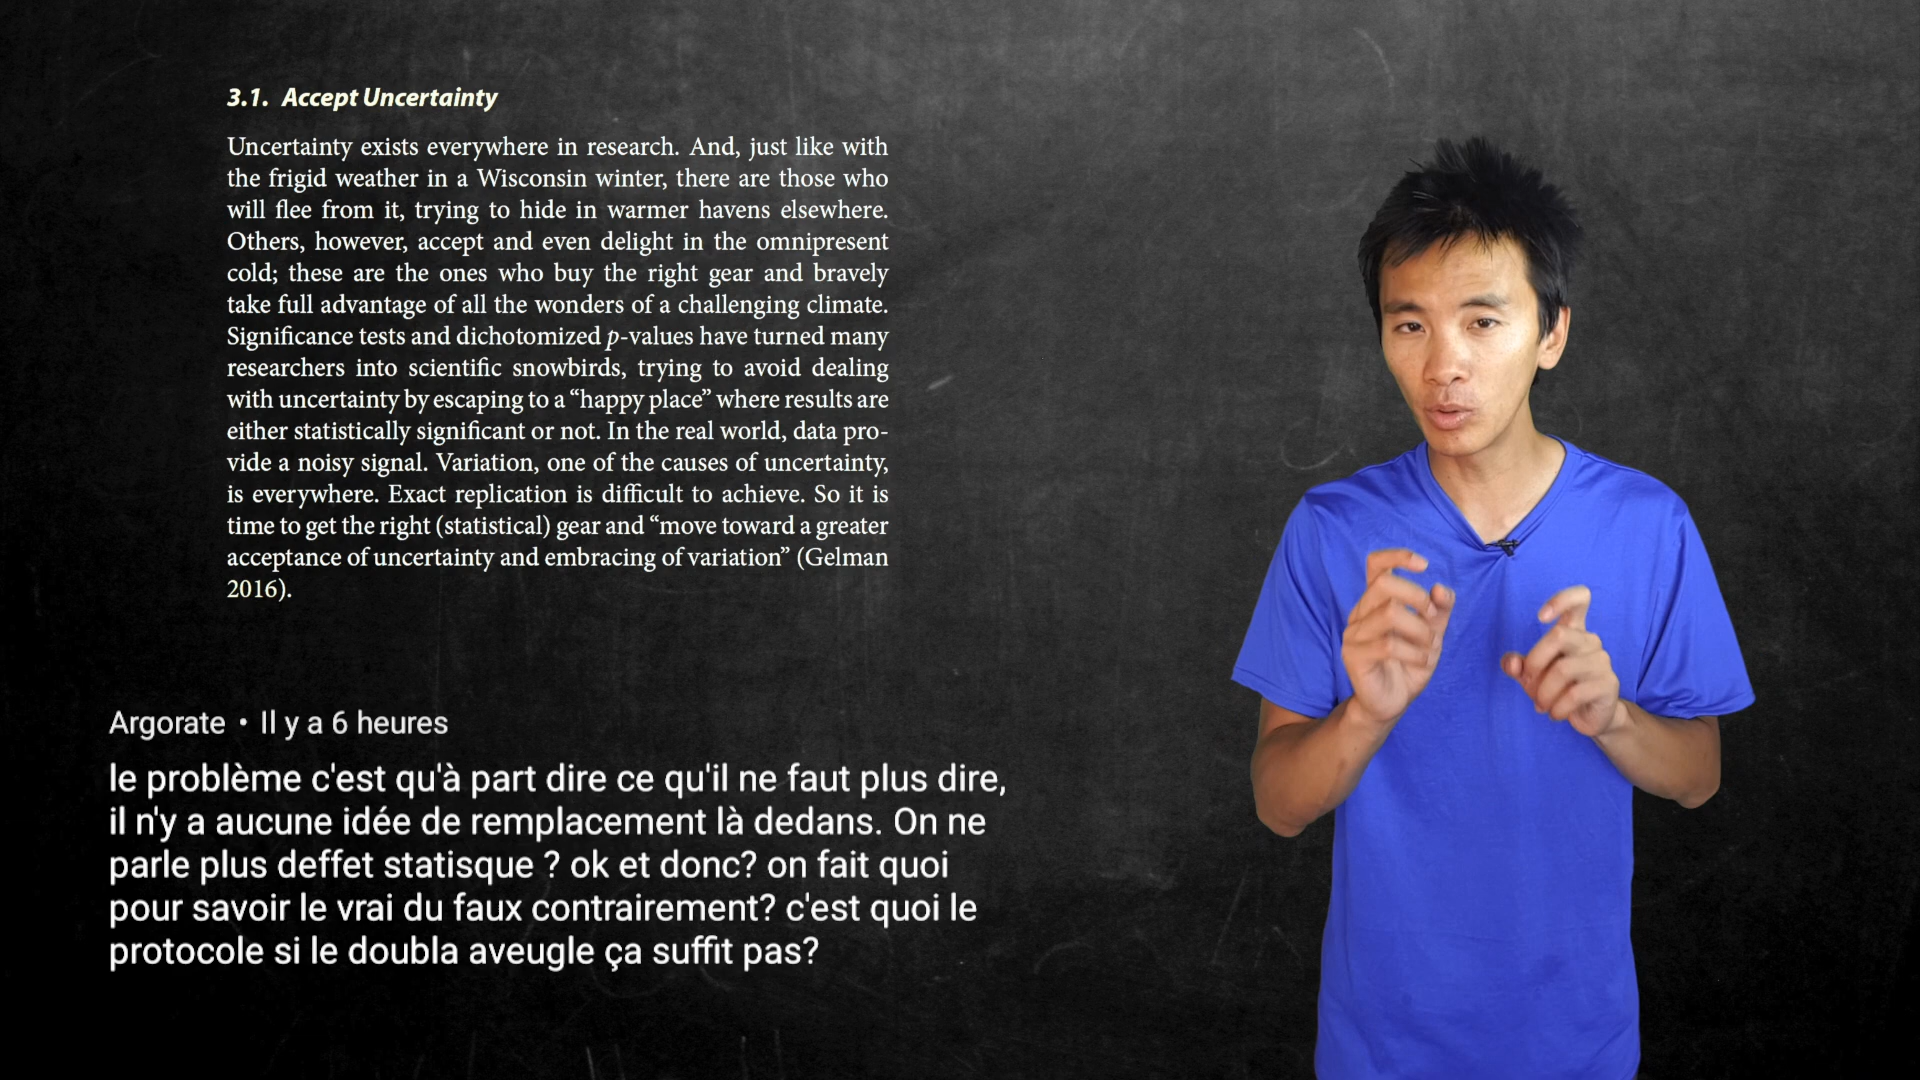 3.1. Accept Uncertainty
Uncertainty exists everywhere in research. And, just like with
the frigid weather in a Wisconsin winter, there are those who
will flee from it, trying to hide in warmer havens elsewhere.
Others, however, accept and even delight in the omnipresent
cold; these are the ones who buy the right gear and bravely
take full advantage of all the wonders of a challenging climate.
Significance tests and dichotomized p-values have turned many
researchers into scientific snowbirds, trying to avoid dealing
with uncertainty by escaping to a “happy place” where results are
either statistically significant or not. In the real world, data pro-
vide a noisy signal. Variation, one of the causes of uncertainty,
is everywhere. Exact replication is difficult to achieve. So it is
time to get the right (statistical) gear and “move toward a greater
acceptance of uncertainty and embracing of variation” (Gelman
2016).
Argorate • Il y a 6 heures
le problème c'est qu'à part dire ce qu'il ne faut plus dire,
il n'y a aucune idée de remplacement là dedans. On ne
parle plus deffet statisque ? ok et donc? on fait quoi
pour savoir le vrai du faux contrairement? c'est quoi le
protocole si le doubla aveugle ça suffit pas?